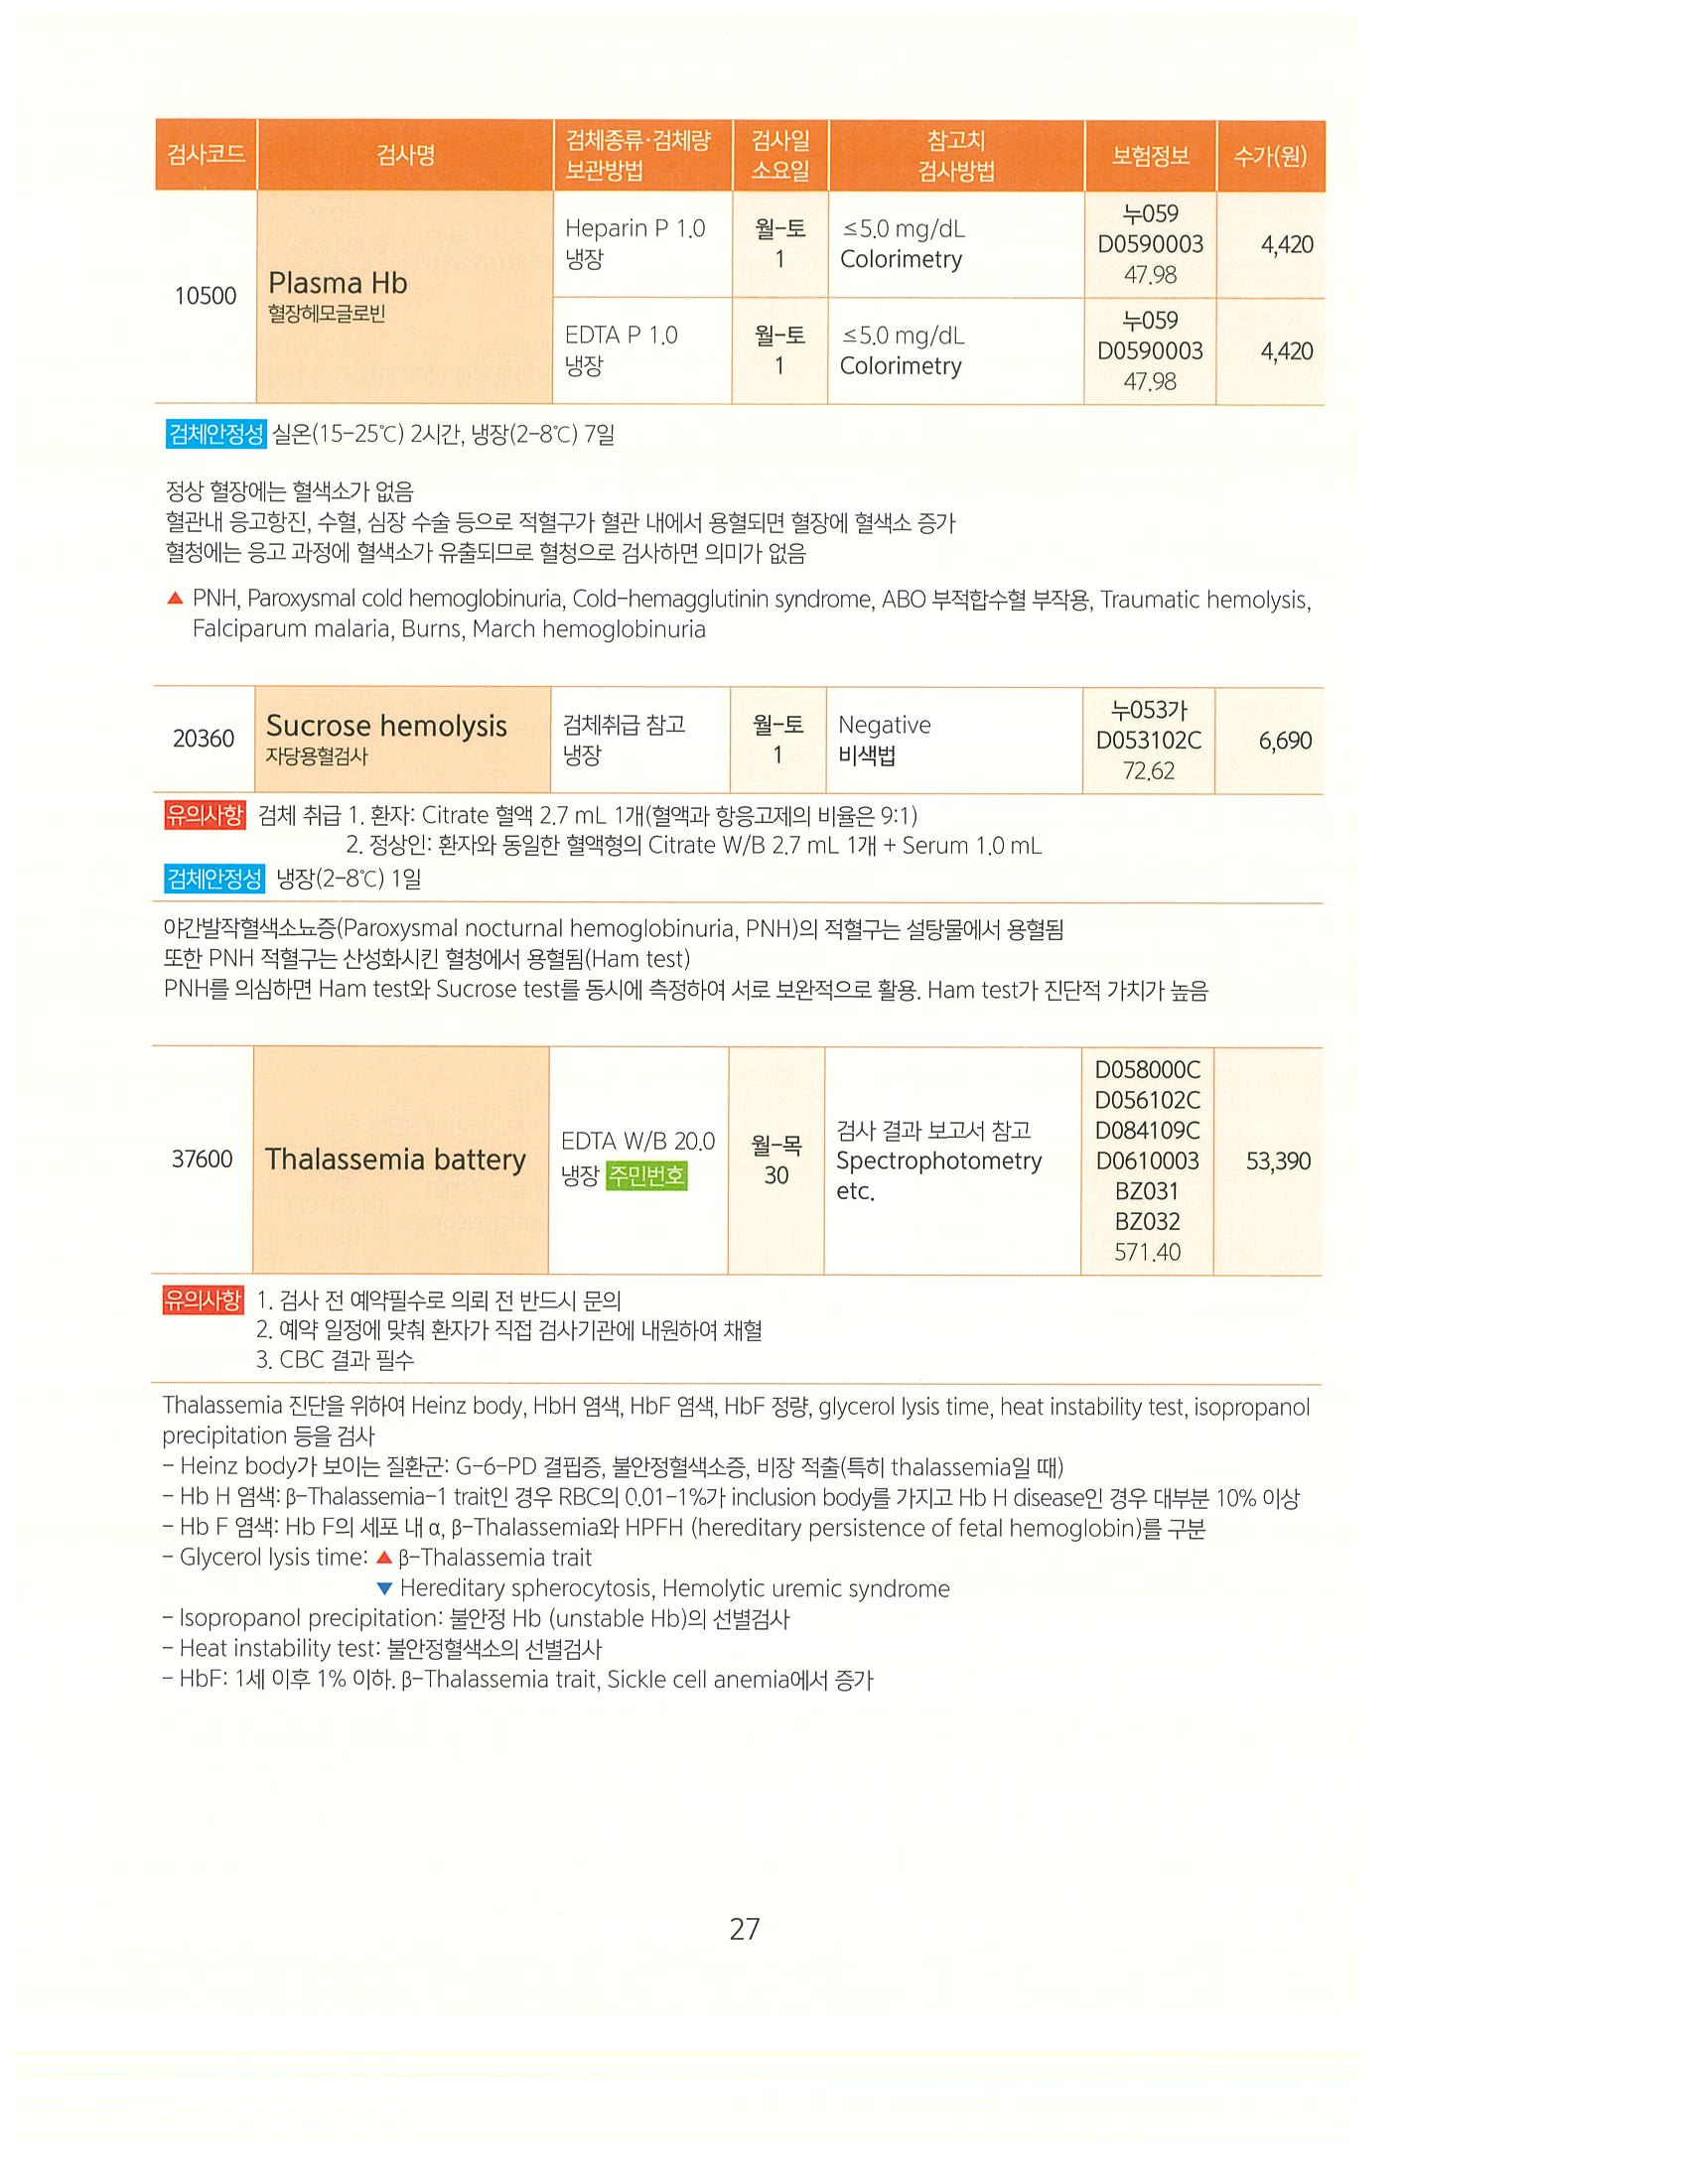 검사코드 검사명 검체종류·검체량 보관방법 검사일 소요일 참고치 검사방법 보험정보 수가(원)
10500
Plasma Hb
혈장헤모글로빈
Heparin P 1.0
냉장
월-토
1
≤5.0 mg/dL
Colorimetry
누059
D0590003
47.98
4,420
EDTA P 1.0
냉장
월-토
1
≤5.0 mg/dL
Colorimetry
누059
D0590003
47.98
4,420
검체안정성 실온(15-25℃) 2시간, 냉장(2-8℃) 7일
정상 혈장에는 혈색소가 없음
혈관내 응고항진, 수혈, 심장 수술 등으로 적혈구가 혈관 내에서 용혈되면 혈장에 혈색소 증가
혈청에는 응고 과정에 혈색소가 유출되므로 혈청으로 검사하면 의미가 없음
▲ PNH, Paroxysmal cold hemoglobinuria, Cold-hemagglutinin syndrome, ABO 부적합수혈 부작용, Traumatic hemolysis,
Falciparum malaria, Burns, March hemoglobinuria
20360
Sucrose hemolysis
자당용혈검사
검체취급 참고
냉장
월-토
1
Negative
비색법
누053가
D053102C
72.62
6,690
유의사항 검체 취급 1. 환자: Citrate 혈액 2.7 mL 1개(혈액과 항응고제의 비율은 9:1)
2. 정상인: 환자와 동일한 혈액형의 Citrate W/B 2.7 mL 1개 + Serum 1.0 mL
검체안정성 냉장(2-8℃) 1일
야간발작혈색소뇨증(Paroxysmal nocturnal hemoglobinuria, PNH)의 적혈구는 설탕물에서 용혈됨
또한 PNH 적혈구는 산성화시킨 혈청에서 용혈됨(Ham test)
PNH를 의심하면 Ham test와 Sucrose test를 동시에 측정하여 서로 보완적으로 활용. Ham test가 진단적 가치가 높음
37600
Thalassemia battery
EDTA W/B 20.0
냉장 주민번호
월-목
30
검사 결과 보고서 참고
Spectrophotometry
etc.
D058000C
D056102C
D084109C
D0610003
BZ031
BZ032
571.40
53,390
유의사항 1. 검사 전 예약필수로 의뢰 전 반드시 문의
2. 예약 일정에 맞춰 환자가 직접 검사기관에 내원하여 채혈
3. CBC 결과 필수
Thalassemia 진단을 위하여 Heinz body, HbH 염색, HbF 염색, HbF 정량, glycerol lysis time, heat instability test, isopropanol
precipitation 등을 검사
- Heinz body가 보이는 질환군: G-6-PD 결핍증, 불안정혈색소증, 비장 적출(특히 thalassemia일 때)
- Hb H 염색: β-Thalassemia-1 trait인 경우 RBC의 0.01-1%가 inclusion body를 가지고 Hb H disease인 경우 대부분 10% 이상
- Hb F 염색: Hb F의 세포 내 α, β-Thalassemia와 HPFH (hereditary persistence of fetal hemoglobin)를 구분
- Glycerol lysis time: ▲ β-Thalassemia trait
▼ Hereditary spherocytosis, Hemolytic uremic syndrome
- Isopropanol precipitation: 불안정 Hb (unstable Hb)의 선별검사
- Heat instability test: 불안정혈색소의 선별검사
- HbF: 1세 이후 1% 이하. β-Thalassemia trait, Sickle cell anemia에서 증가
27